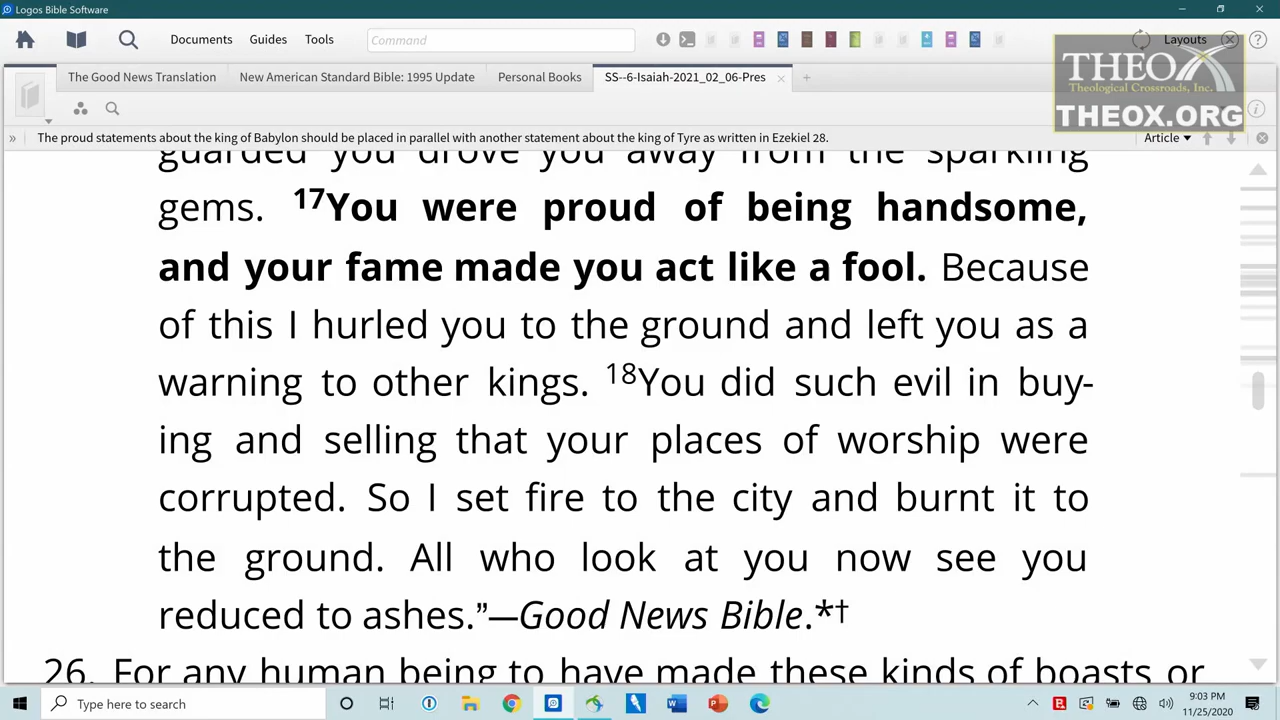 Logos Bible Software
Documents Guides Tools Command Layouts
THEOX
Theological Crossroads, Inc.
THEOX.ORG
The Good News Translation New American Standard Bible: 1995 Update Personal Books SS--6-Isaiah-2021_02_06-Pres
The proud statements about the king of Babylon should be placed in parallel with another statement about the king of Tyre as written in Ezekiel 28. Article
guarded you drove you away from the sparkling
gems. 17You were proud of being handsome,
and your fame made you act like a fool. Because
of this I hurled you to the ground and left you as a
warning to other kings. 18You did such evil in buy-
ing and selling that your places of worship were
corrupted. So I set fire to the city and burnt it to
the ground. All who look at you now see you
reduced to ashes.”—Good News Bible.*†
26. For any human being to have made these kinds of boasts or
Type here to search
9:03 PM
11/25/2020